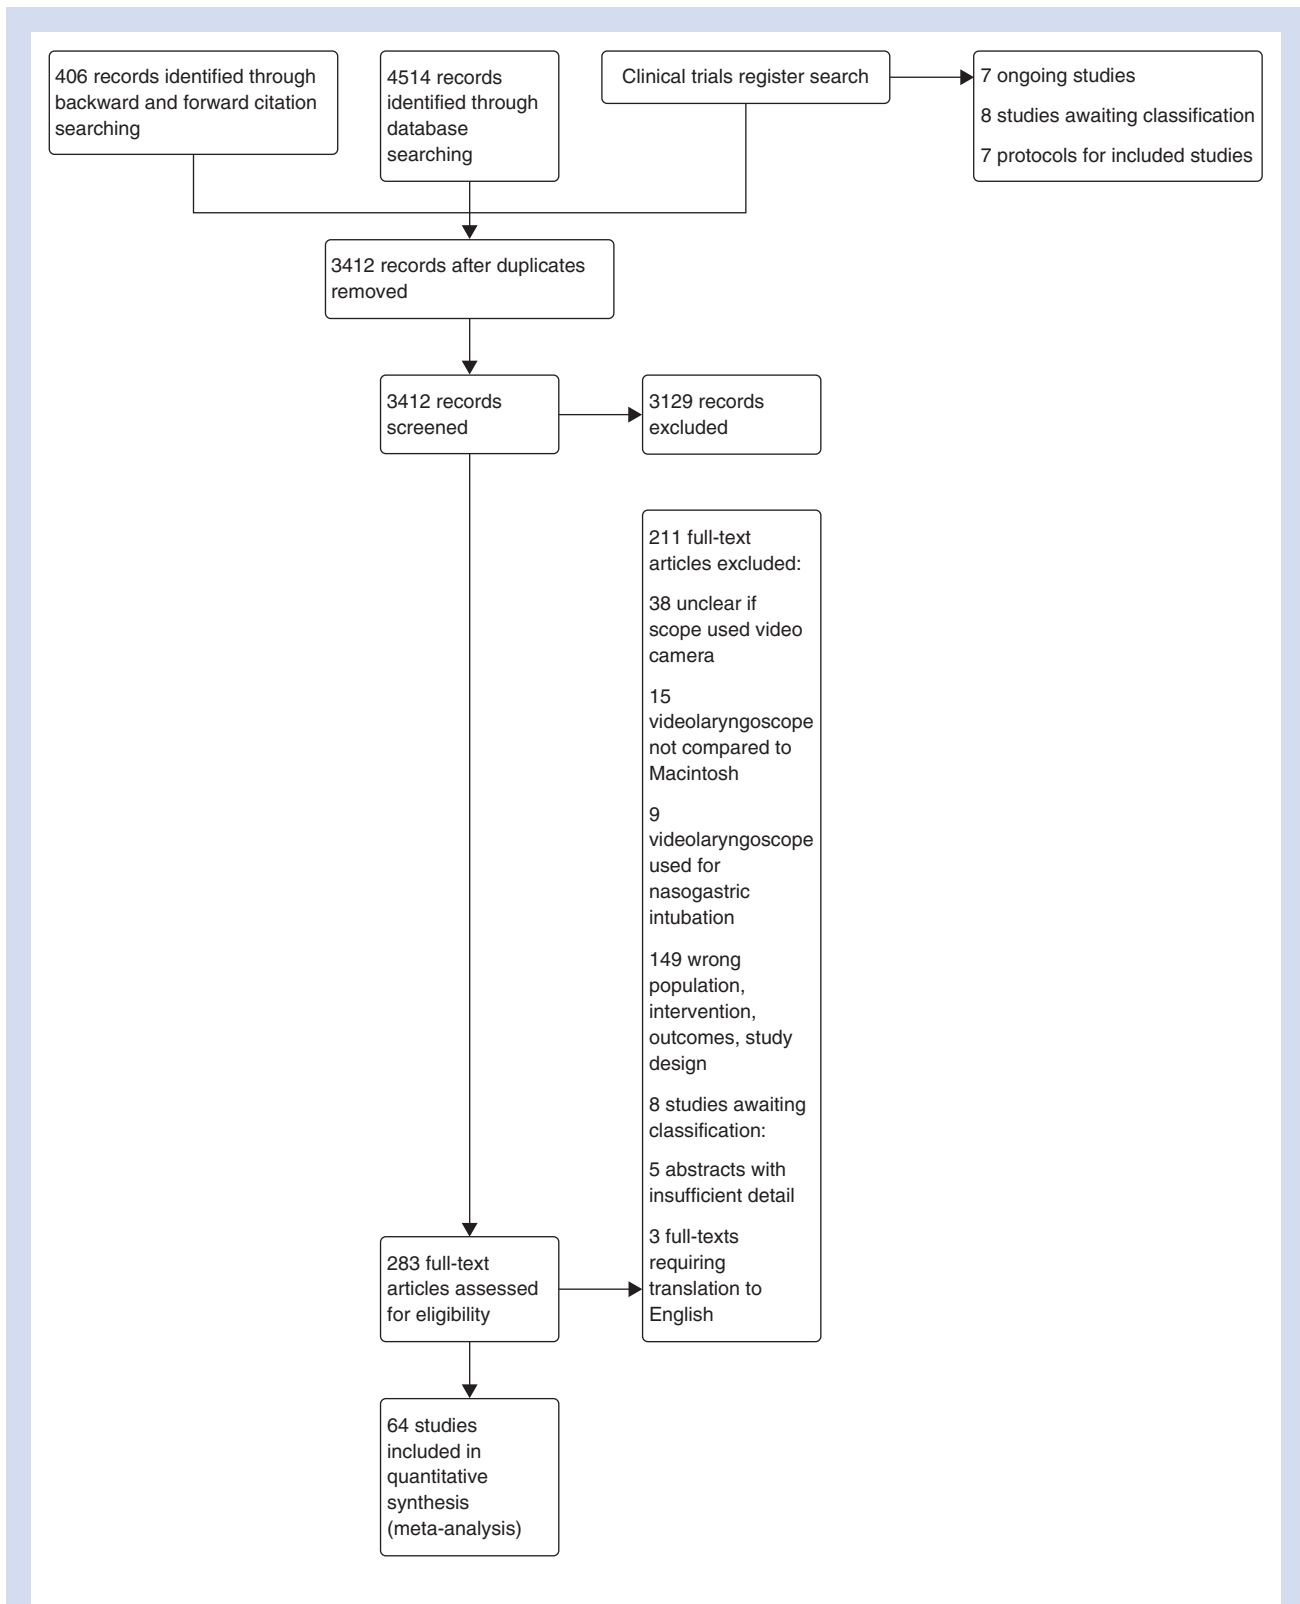 406 records identified through
backward and forward citation
searching
4514 records
identified through
database
searching
Clinical trials register search
7 ongoing studies
8 studies awaiting classification
7 protocols for included studies
3412 records after duplicates
removed
3412 records
screened
3129 records
excluded
211 full-text
articles excluded:
38 unclear if
scope used video
camera
15
videolaryngoscope
not compared to
Macintosh
9
videolaryngoscope
used for
nasogastric
intubation
149 wrong
population,
intervention,
outcomes, study
design
8 studies awaiting
classification:
5 abstracts with
insufficient detail
3 full-texts
requiring
translation to
English
283 full-text
articles assessed
for eligibility
64 studies
included in
quantitative
synthesis
(meta-analysis)